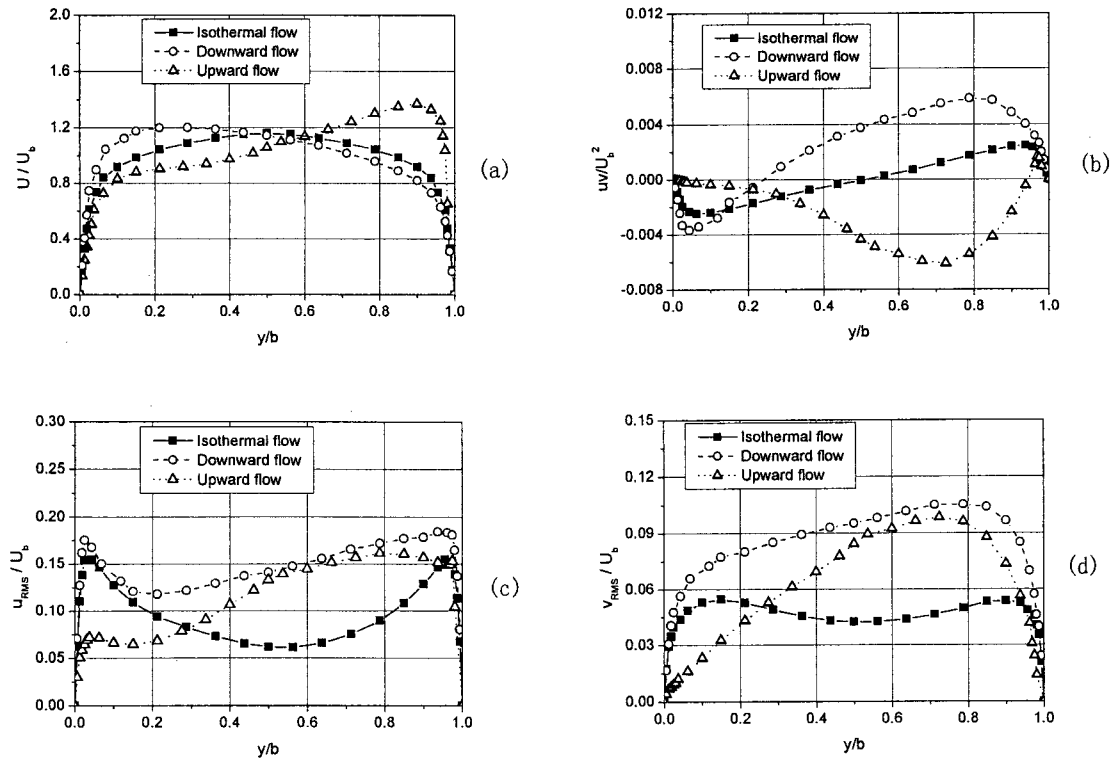 2.0
1.6
1.2
0.8
0.4
0.0
U / U_b
Isothermal flow
Downward flow
Upward flow
0.0 0.2 0.4 0.6 0.8 1.0
y/b
(a)
0.012
0.008
0.004
0.000
-0.004
-0.008
uv/U_b^2
Isothermal flow
Downward flow
Upward flow
0.0 0.2 0.4 0.6 0.8 1.0
y/b
(b)
0.30
0.25
0.20
0.15
0.10
0.05
0.00
u_RMS / U_b
Isothermal flow
Downward flow
Upward flow
0.0 0.2 0.4 0.6 0.8 1.0
y/b
(c)
0.15
0.12
0.09
0.06
0.03
0.00
v_RMS / U_b
Isothermal flow
Downward flow
Upward flow
0.0 0.2 0.4 0.6 0.8 1.0
y/b
(d)